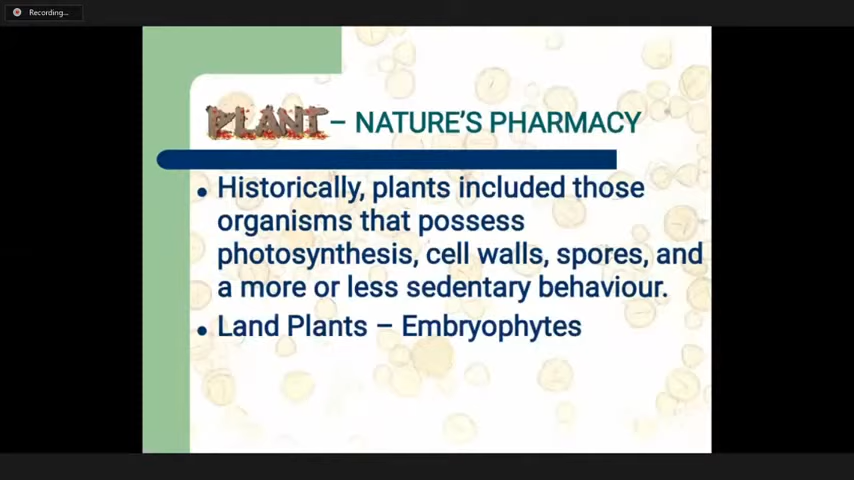 Recording...
PLANT – NATURE'S PHARMACY
• Historically, plants included those
organisms that possess
photosynthesis, cell walls, spores, and
a more or less sedentary behaviour.
• Land Plants – Embryophytes